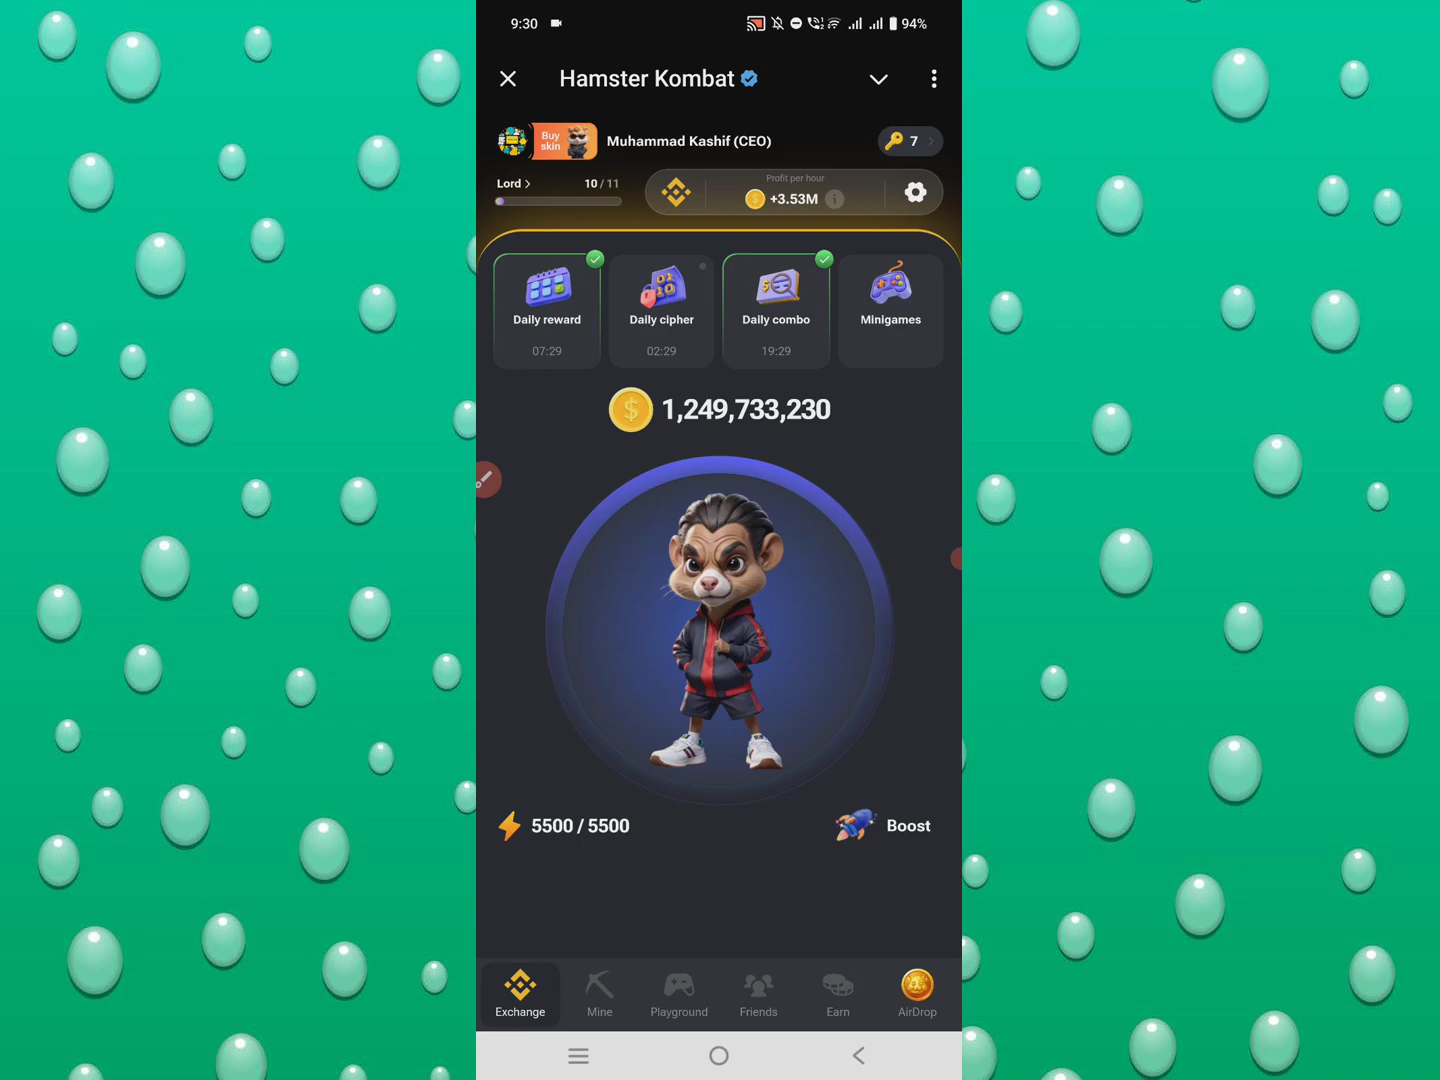 9:30
94%
Hamster Kombat
Buy
skin
Muhammad Kashif (CEO)
7
Lord
10 / 11
Profit per hour
+3.53M
Daily reward
07:29
Daily cipher
02:29
Daily combo
19:29
Minigames
1,249,733,230
5500 / 5500
Boost
Exchange
Mine
Playground
Friends
Earn
AirDrop